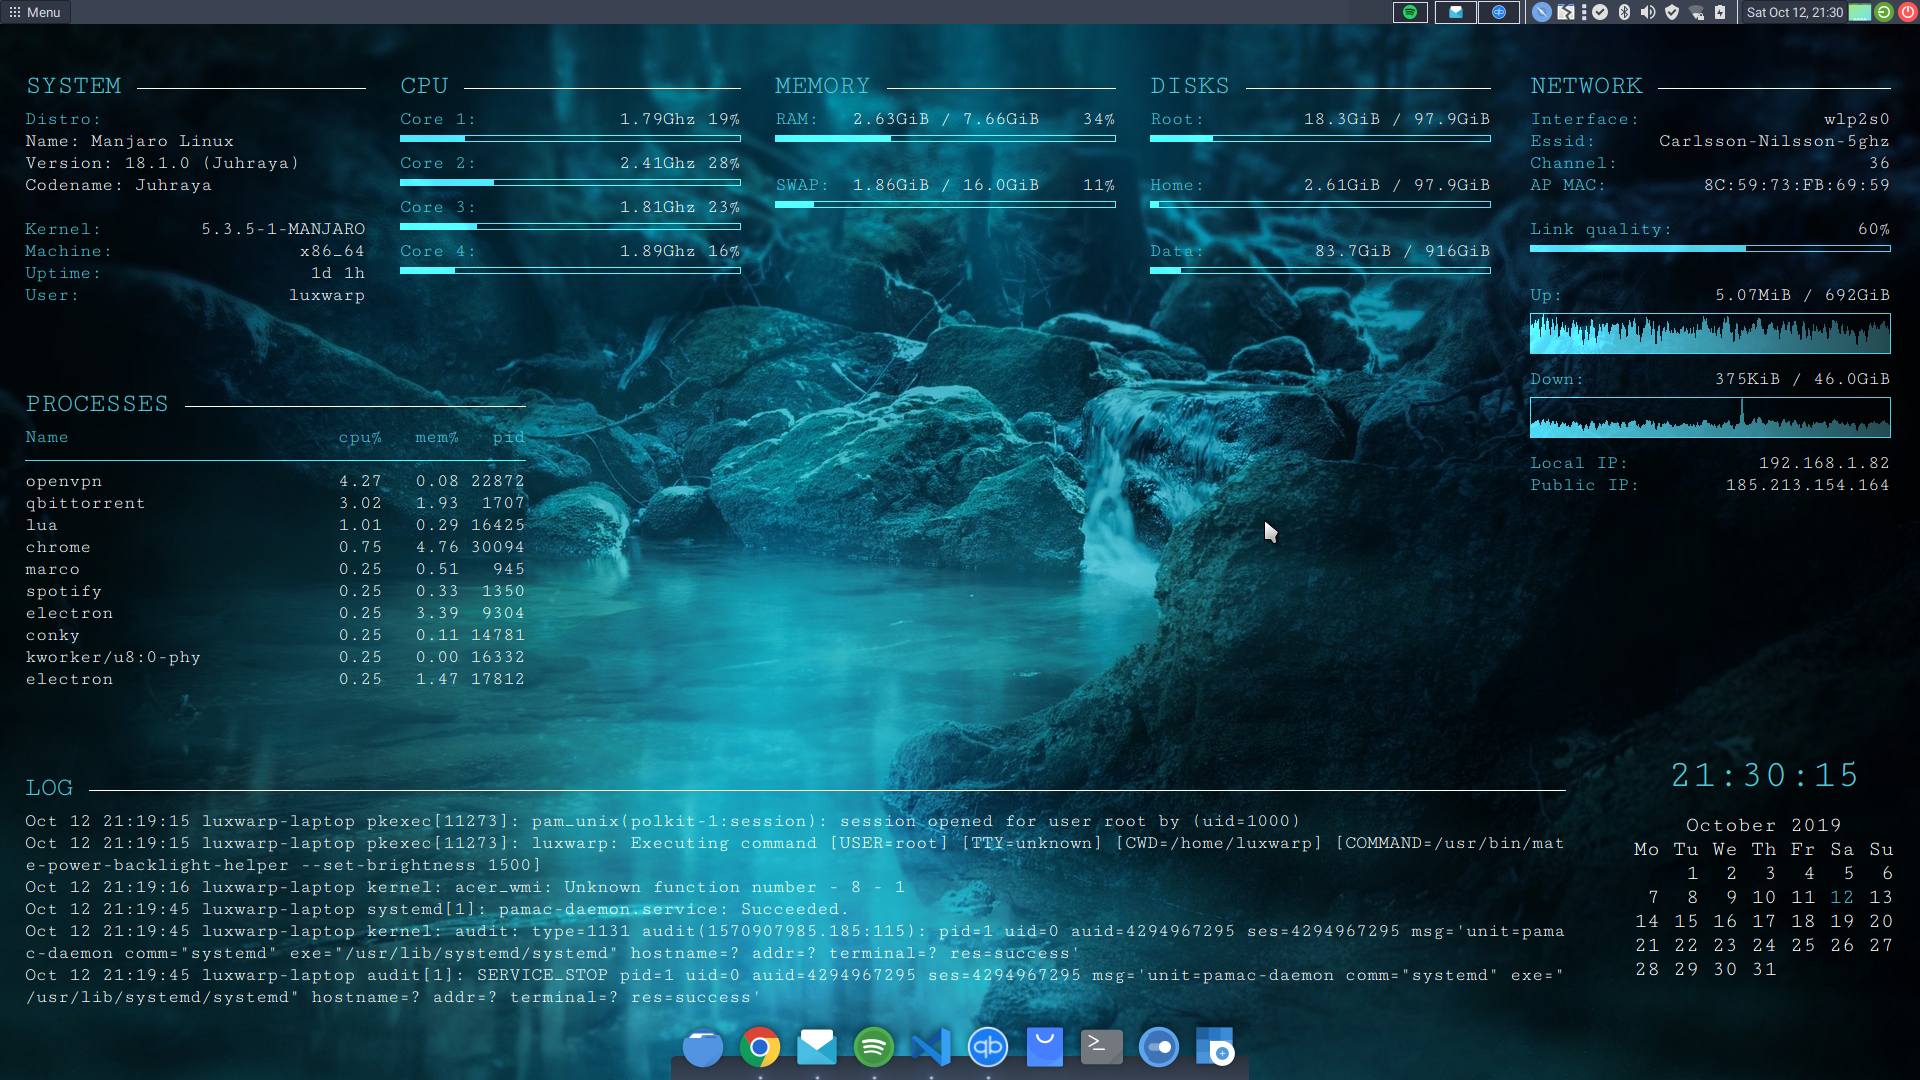 Menu
Sat Oct 12, 21:30
SYSTEM
Distro:
Name: Manjaro Linux
Version: 18.1.0 (Juhraya)
Codename: Juhraya
Kernel: 5.3.5-1-MANJARO
Machine: x86_64
Uptime: 1d 1h
User: luxwarp
CPU
Core 1: 1.79Ghz 19%
Core 2: 2.41Ghz 28%
Core 3: 1.81Ghz 23%
Core 4: 1.89Ghz 16%
MEMORY
RAM: 2.63GiB / 7.66GiB 34%
SWAP: 1.86GiB / 16.0GiB 11%
DISKS
Root: 18.3GiB / 97.9GiB
Home: 2.61GiB / 97.9GiB
Data: 83.7GiB / 916GiB
NETWORK
Interface: wlp2s0
Essid: Carlsson-Nilsson-5ghz
Channel: 36
AP MAC: 8C:59:73:FB:69:59
Link quality: 60%
Up: 5.07MiB / 692GiB
Down: 375KiB / 46.0GiB
Local IP: 192.168.1.82
Public IP: 185.213.154.164
PROCESSES
Name cpu% mem% pid
openvpn 4.27 0.08 22872
qbittorrent 3.02 1.93 1707
lua 1.01 0.29 16425
chrome 0.75 4.76 30094
marco 0.25 0.51 945
spotify 0.25 0.33 1350
electron 0.25 3.39 9304
conky 0.25 0.11 14781
kworker/u8:0-phy 0.25 0.00 16332
electron 0.25 1.47 17812
LOG
Oct 12 21:19:15 luxwarp-laptop pkexec[11273]: pam_unix(polkit-1:session): session opened for user root by (uid=1000)
Oct 12 21:19:15 luxwarp-laptop pkexec[11273]: luxwarp: Executing command [USER=root] [TTY=unknown] [CWD=/home/luxwarp] [COMMAND=/usr/bin/mat
e-power-backlight-helper --set-brightness 1500]
Oct 12 21:19:16 luxwarp-laptop kernel: acer_wmi: Unknown function number - 8 - 1
Oct 12 21:19:45 luxwarp-laptop systemd[1]: pamac-daemon.service: Succeeded.
Oct 12 21:19:45 luxwarp-laptop kernel: audit: type=1131 audit(1570907985.185:115): pid=1 uid=0 auid=4294967295 ses=4294967295 msg='unit=pama
c-daemon comm="systemd" exe="/usr/lib/systemd/systemd" hostname=? addr=? terminal=? res=success'
Oct 12 21:19:45 luxwarp-laptop audit[1]: SERVICE_STOP pid=1 uid=0 auid=4294967295 ses=4294967295 msg='unit=pamac-daemon comm="systemd" exe="
/usr/lib/systemd/systemd" hostname=? addr=? terminal=? res=success'
21:30:15
October 2019
Mo Tu We Th Fr Sa Su
1 2 3 4 5 6
7 8 9 10 11 12 13
14 15 16 17 18 19 20
21 22 23 24 25 26 27
28 29 30 31
qb
>_